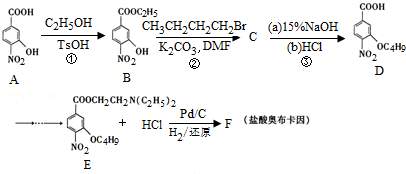 COOH OH NO₂ A
C₂H₅OH TsOH ①
COOC₂H₅ OH NO₂ B
CH₃CH₂CH₂CH₂Br K₂CO₃,DMF ②
C
(a)15%NaOH (b)HCl ③
COOH OC₄H₉ NO₂ D
COOCH₂CH₂N(C₂H₅)₂ OC₄H₉ NO₂ E
+ HCl
Pd/C H₂/还原
F (盐酸奥布卡因)